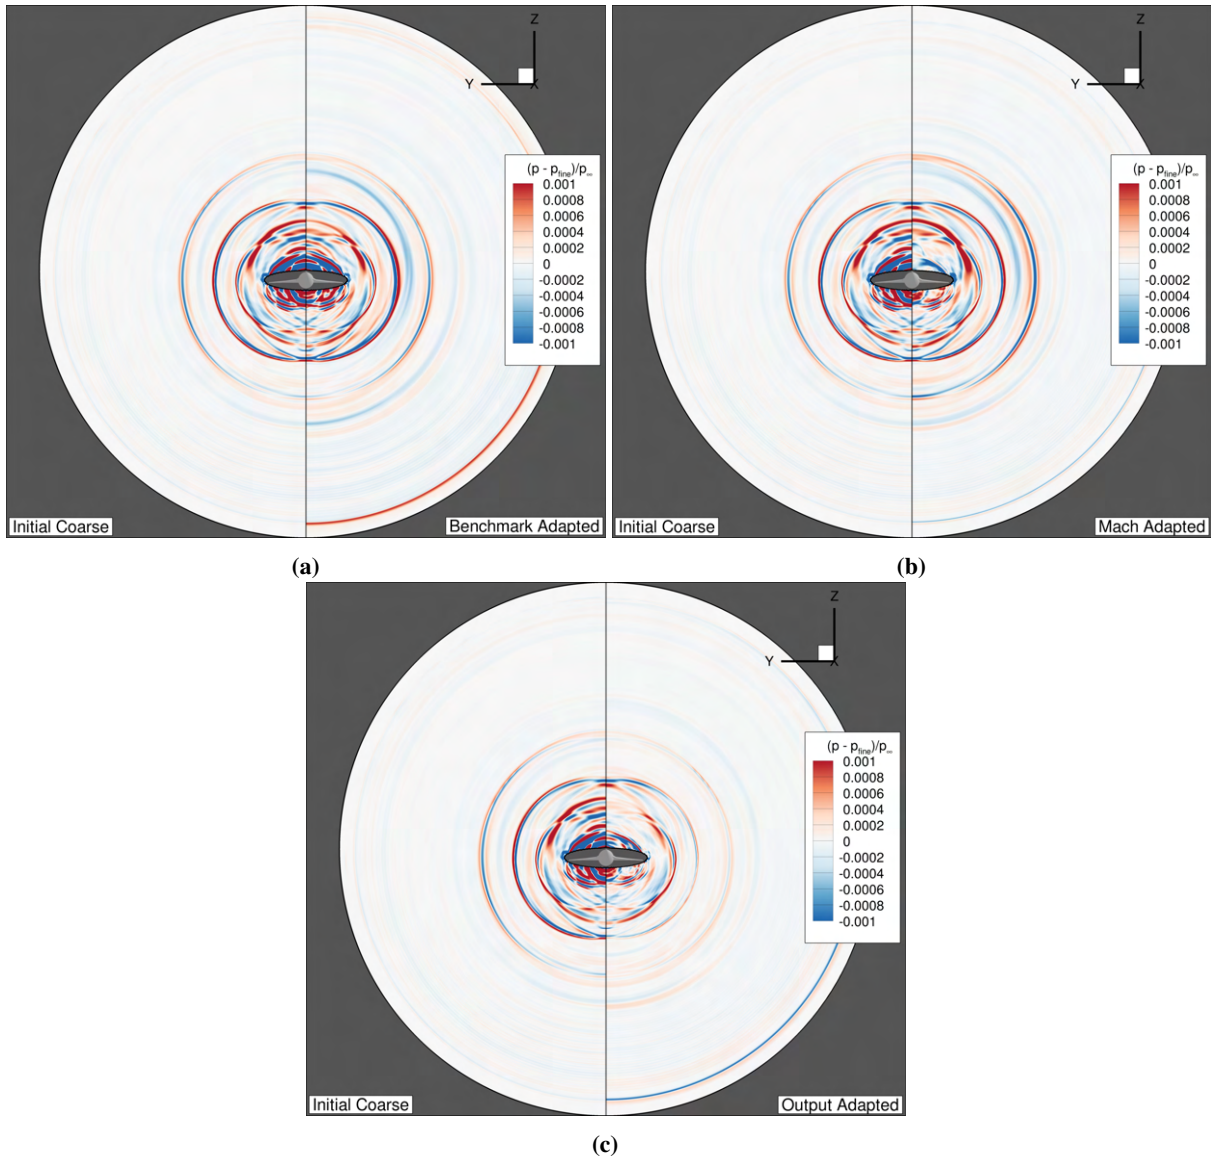 Z
Y
X
(p - p_fine)/p_∞
0.001
0.0008
0.0006
0.0004
0.0002
0
-0.0002
-0.0004
-0.0006
-0.0008
-0.001
Initial Coarse
Benchmark Adapted
(a)
Z
Y
X
(p - p_fine)/p_∞
0.001
0.0008
0.0006
0.0004
0.0002
0
-0.0002
-0.0004
-0.0006
-0.0008
-0.001
Initial Coarse
Mach Adapted
(b)
Z
Y
X
(p - p_fine)/p_∞
0.001
0.0008
0.0006
0.0004
0.0002
0
-0.0002
-0.0004
-0.0006
-0.0008
-0.001
Initial Coarse
Output Adapted
(c)